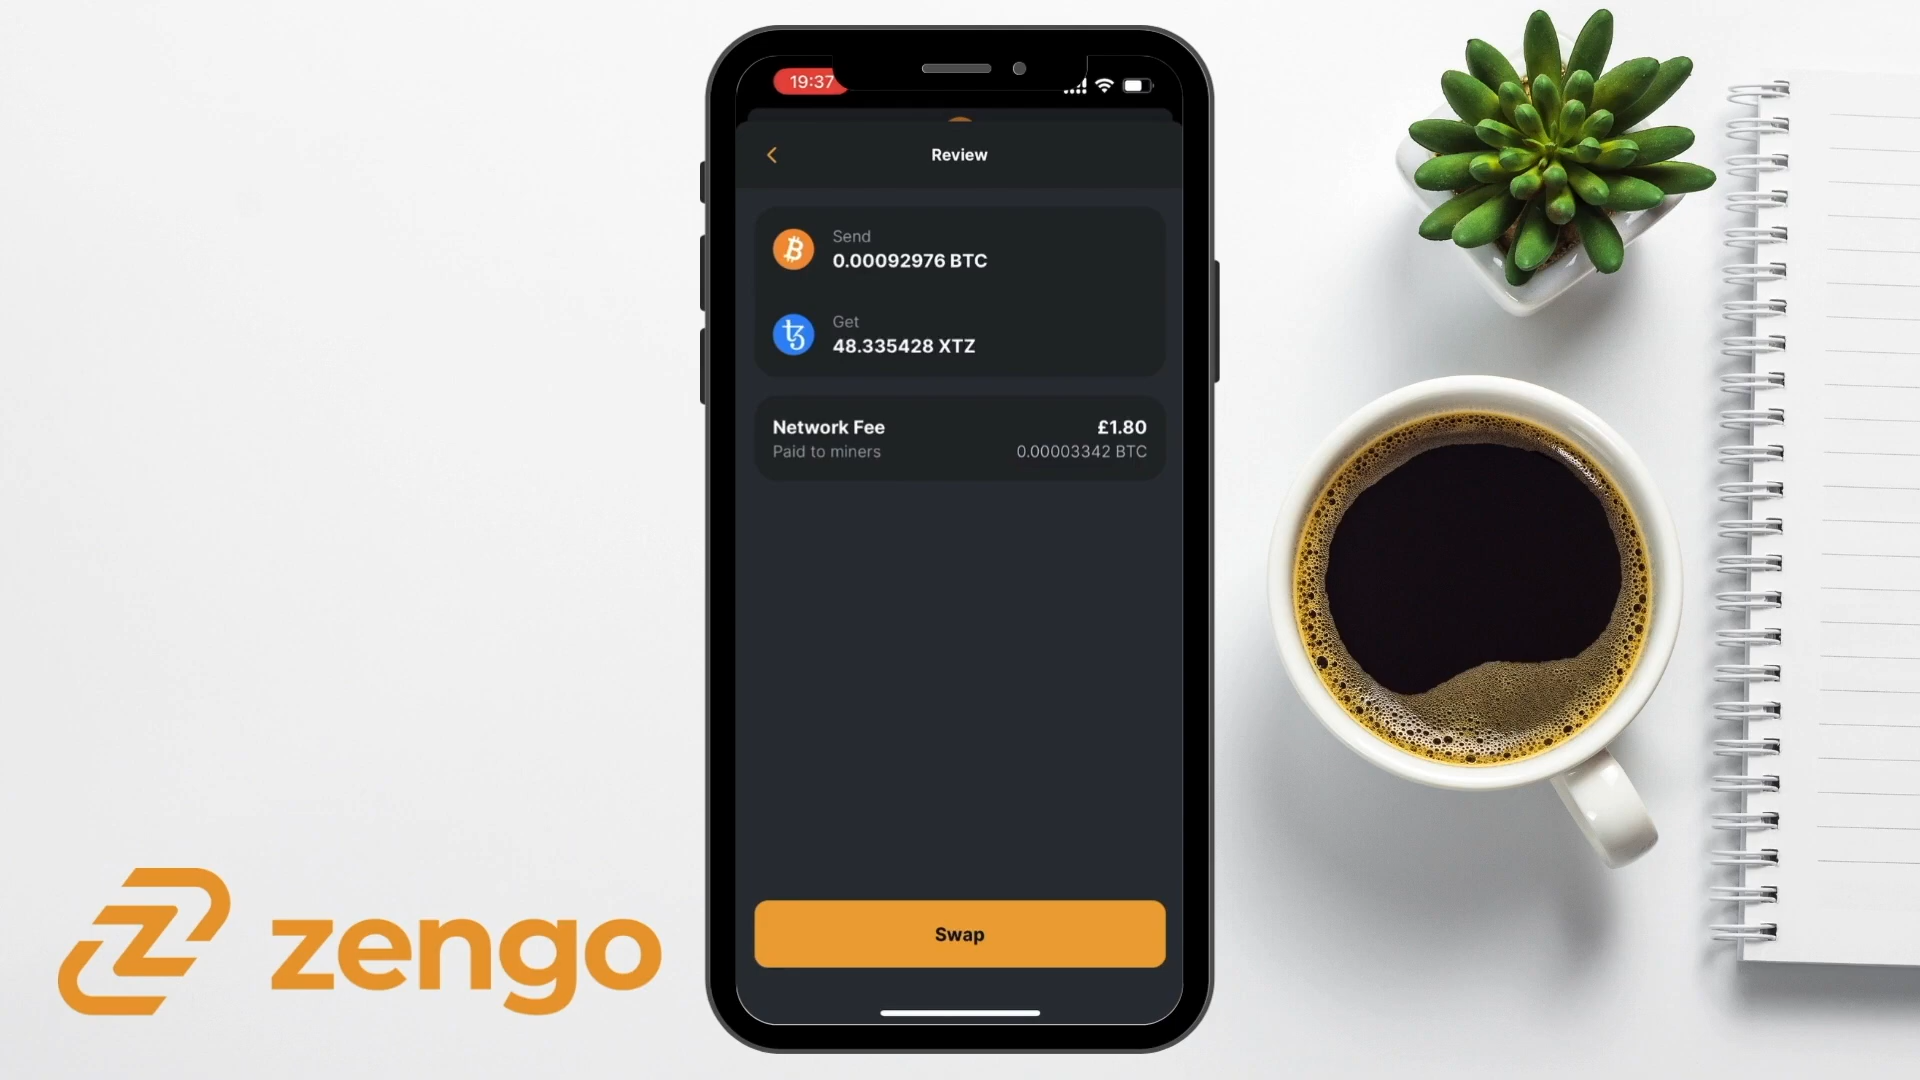 19:37
Review
Send
0.00092976 BTC
Get
48.335428 XTZ
Network Fee
£1.80
Paid to miners
0.00003342 BTC
Swap
zengo